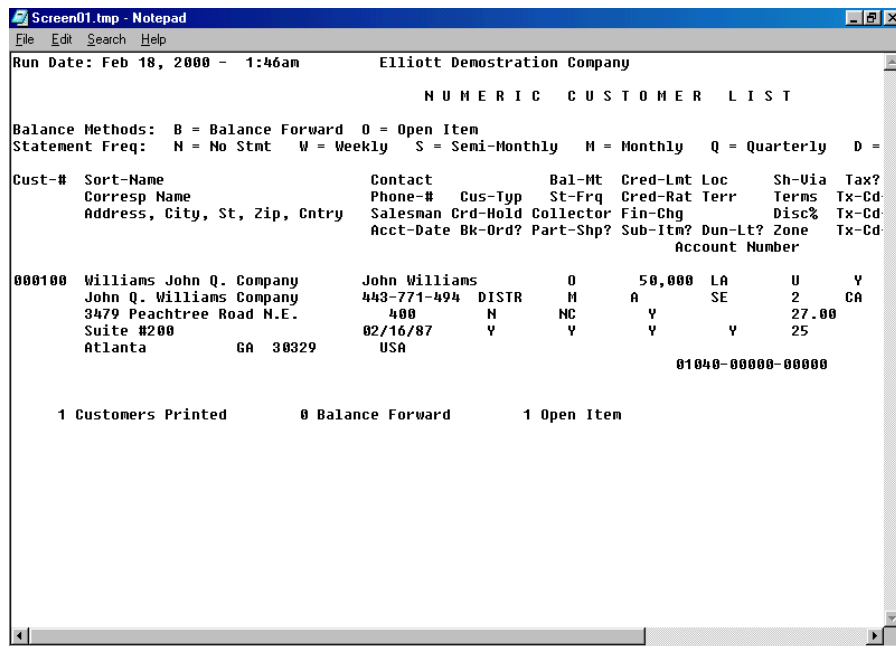 Screen01.tmp - Notepad
File Edit Search Help
Run Date: Feb 18, 2000 - 1:46am Elliott Demostration Company
N U M E R I C C U S T O M E R L I S T
Balance Methods: B = Balance Forward O = Open Item
Statement Freq: N = No Stmt W = Weekly S = Semi-Monthly M = Monthly Q = Quarterly D =
Cust-# Sort-Name Contact Bal-Mt Cred-Lmt Loc Sh-Via Tax?
Corresp Name Phone-# Cus-Typ St-Frq Cred-Rat Terr Terms Tx-Cd
Address, City, St, Zip, Cntry Salesman Crd-Hold Collector Fin-Chg Disc% Tx-Cd
Acct-Date Bk-Ord? Part-Shp? Sub-Itm? Dun-Lt? Zone Tx-Cd
Account Number
000100 Williams John Q. Company John Williams O 50,000 LA U Y
John Q. Williams Company 443-771-494 DISTR M A SE 2 CA
3479 Peachtree Road N.E. 400 N NC Y 27.00
Suite #200 02/16/87 Y Y Y Y 25
Atlanta GA 30329 USA
01040-00000-00000
1 Customers Printed 0 Balance Forward 1 Open Item